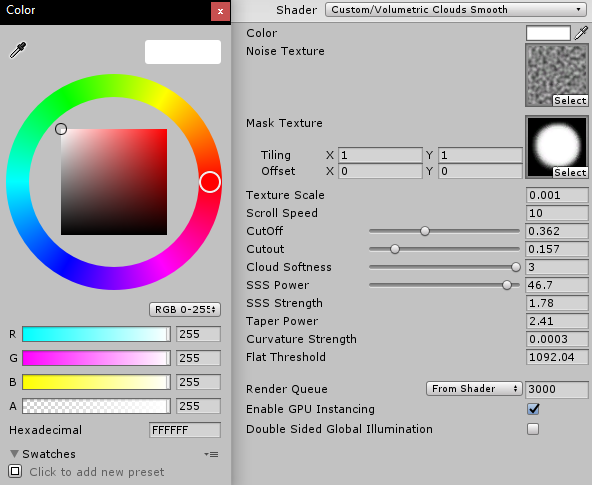 Color
x
RGB 0-255
R 255
G 255
B 255
A 255
Hexadecimal FFFFFF
Swatches
Click to add new preset
Shader Custom/Volumetric Clouds Smooth
Color
Noise Texture
Select
Mask Texture
Tiling X 1 Y 1
Offset X 0 Y 0
Select
Texture Scale 0.001
Scroll Speed 10
CutOff 0.362
Cutout 0.157
Cloud Softness 3
SSS Power 46.7
SSS Strength 1.78
Taper Power 2.41
Curvature Strength 0.0003
Flat Threshold 1092.04
Render Queue From Shader 3000
Enable GPU Instancing
Double Sided Global Illumination